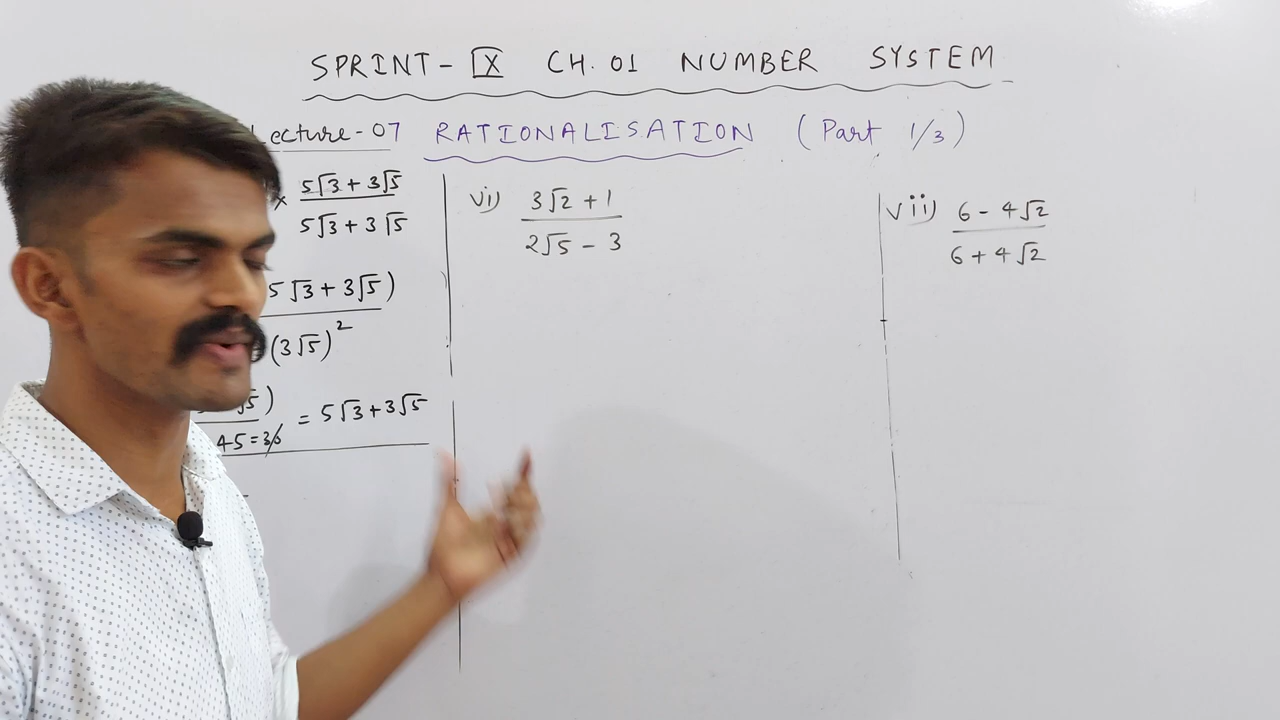 SPRINT-IX CH.01 NUMBER SYSTEM
Lecture-07 RATIONALISATION (Part 1/3)
× 5√3 + 3√5
5√3 + 3√5
5√3 + 3√5)
(3√5)²
√5)
45 = 30 = 5√3 + 3√5
vi) 3√2 + 1
2√5 - 3
vii) 6 - 4√2
6 + 4√2